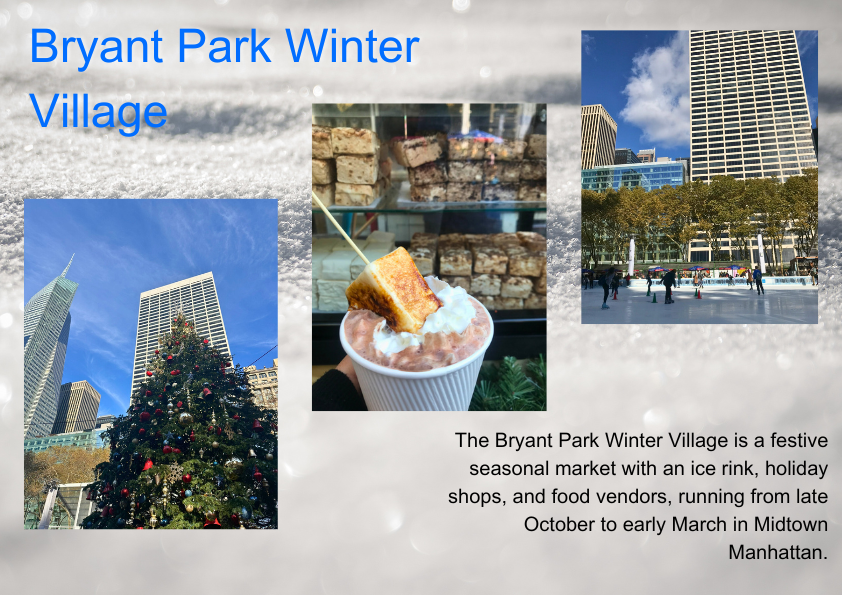 Bryant Park Winter
Village
The Bryant Park Winter Village is a festive
seasonal market with an ice rink, holiday
shops, and food vendors, running from late
October to early March in Midtown
Manhattan.